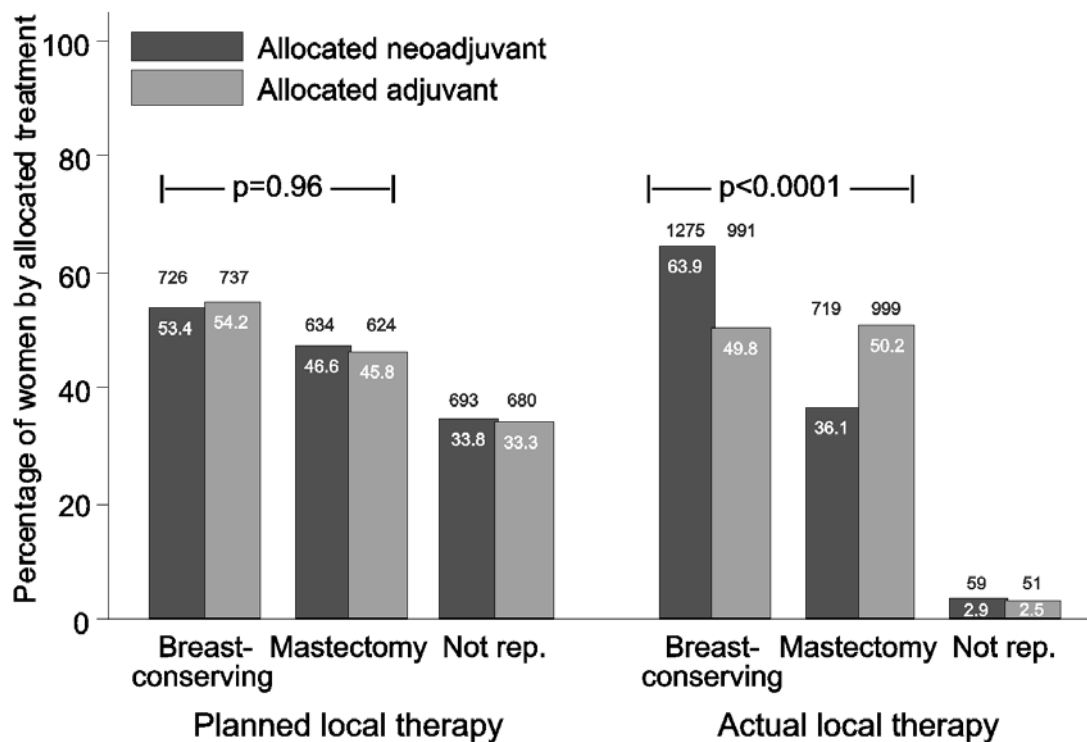 Percentage of women by allocated treatment
100
80
60
40
20
0
Allocated neoadjuvant
Allocated adjuvant
p=0.96
p<0.0001
726 737
53.4 54.2
634 624
46.6 45.8
693 680
33.8 33.3
1275 991
63.9 49.8
719 999
36.1 50.2
59 51
2.9 2.5
Breast-
conserving
Mastectomy
Not rep.
Breast-
conserving
Mastectomy
Not rep.
Planned local therapy
Actual local therapy